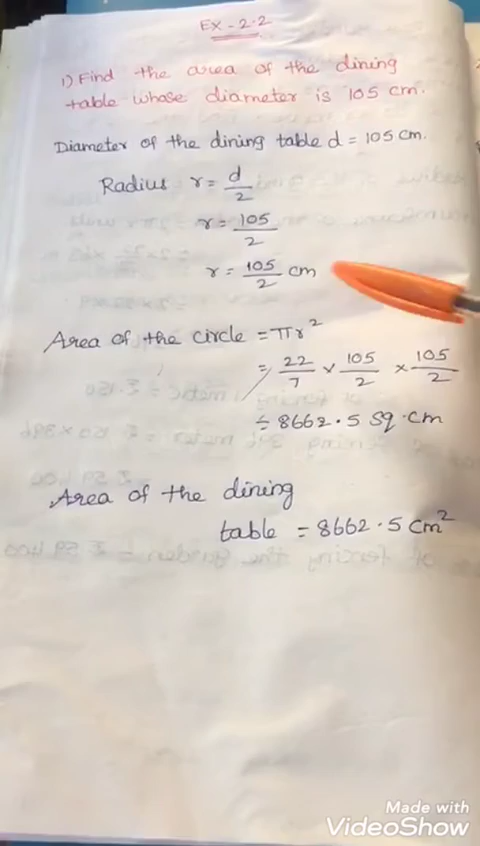 Ex-2.2
1) Find the area of the dining
table whose diameter is 105 cm.
Diameter of the dining table d = 105 cm.
Radius r = d/2
r = 105/2
r = 105/2 cm
Area of the circle = πr²
= 22/7 × 105/2 × 105/2
= 8662.5 Sq.cm
Area of the dining
table = 8662.5 cm²
Made with
VideoShow